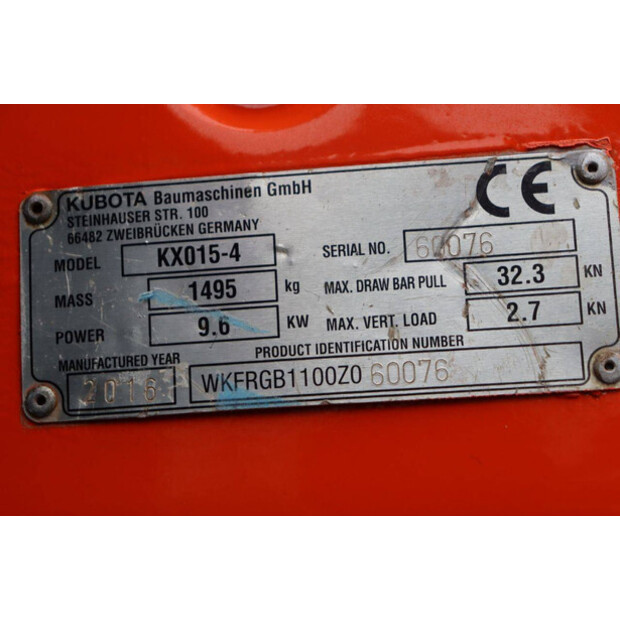 KUBOTA Baumaschinen GmbH
STEINHAUSER STR. 100
66482 ZWEIBRÜCKEN GERMANY
CE
MODEL KX015-4 SERIAL NO. 60076
MASS 1495 kg MAX. DRAW BAR PULL 32.3 KN
POWER 9.6 KW MAX. VERT. LOAD 2.7 KN
MANUFACTURED YEAR PRODUCT IDENTIFICATION NUMBER
2016 WKFRGB1100Z060076